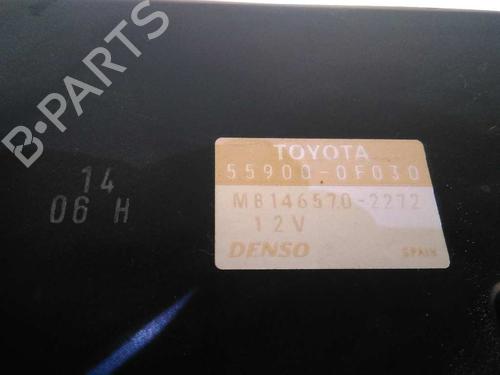 B-PARTS
14
06 H
TOYOTA
55900-0F030
MB146570-2272
12V
DENSO
SPAIN